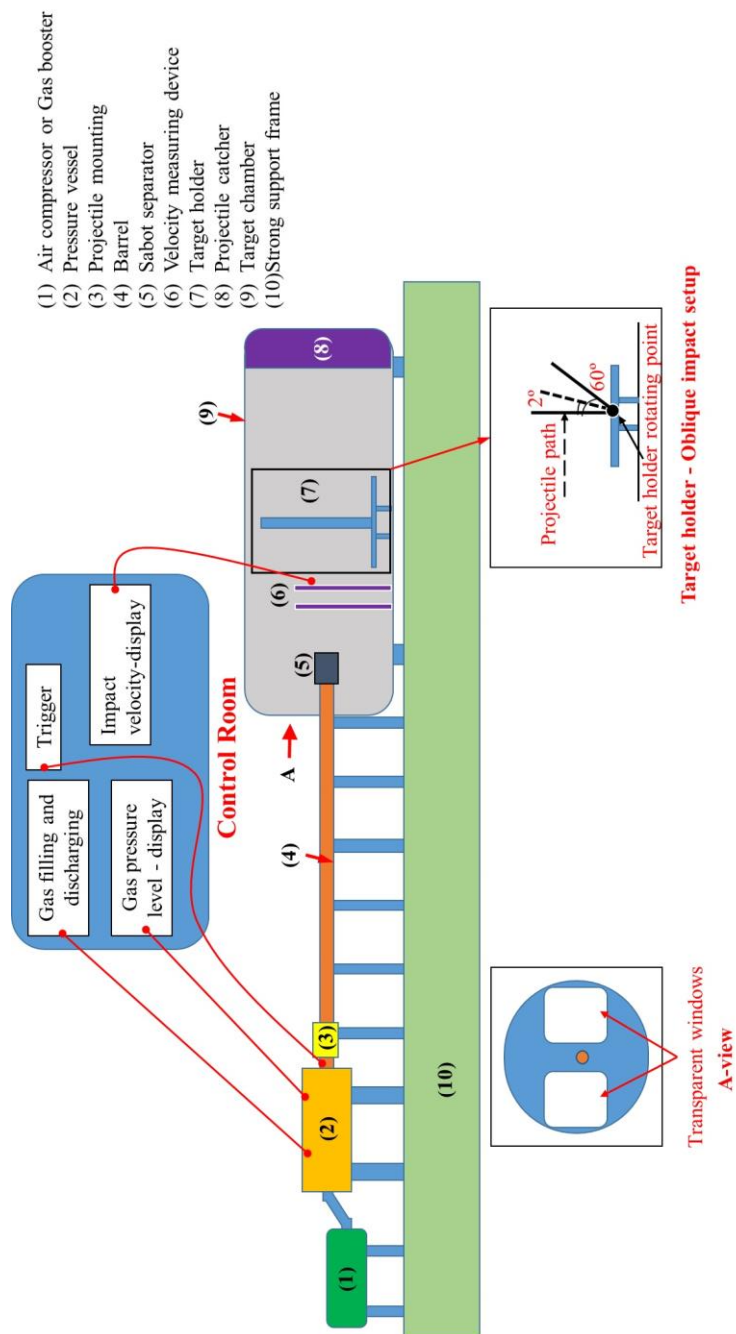 (1) Air compressor or Gas booster
(2) Pressure vessel
(3) Projectile mounting
(4) Barrel
(5) Sabot separator
(6) Velocity measuring device
(7) Target holder
(8) Projectile catcher
(9) Target chamber
(10)Strong support frame
Gas filling and
discharging
Trigger
Gas pressure
level - display
Impact
velocity-display
Control Room
(1)
(2)
(3)
(4)
A
(5)
(6)
(7)
(8)
(9)
(10)
Transparent windows
A-view
Projectile path
2º
60º
Target holder rotating point
Target holder - Oblique impact setup